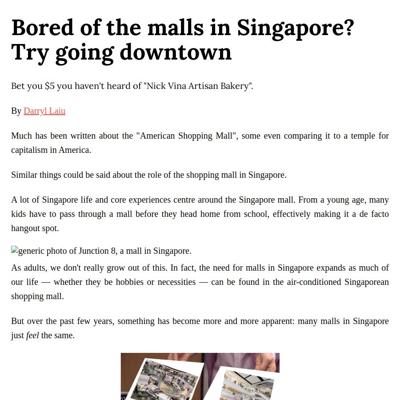 Bored of the malls in Singapore?
Try going downtown
Bet you $5 you haven't heard of "Nick Vina Artisan Bakery".
By Darryl Laiu
Much has been written about the "American Shopping Mall", some even comparing it to a temple for
capitalism in America.
Similar things could be said about the role of the shopping mall in Singapore.
A lot of Singapore life and core experiences centre around the Singapore mall. From a young age, many
kids have to pass through a mall before they head home from school, effectively making it a de facto
hangout spot.
generic photo of Junction 8, a mall in Singapore.
As adults, we don't really grow out of this. In fact, the need for malls in Singapore expands as much of
our life — whether they be hobbies or necessities — can be found in the air-conditioned Singaporean
shopping mall.
But over the past few years, something has become more and more apparent: many malls in Singapore
just feel the same.